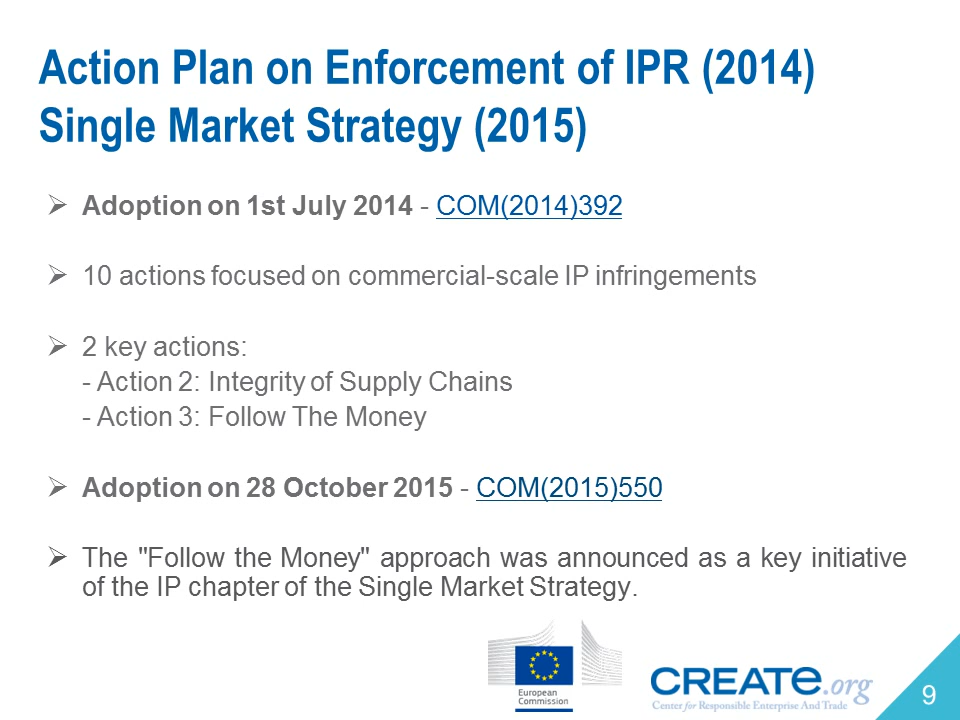 Action Plan on Enforcement of IPR (2014)
Single Market Strategy (2015)
➢ Adoption on 1st July 2014 - COM(2014)392
➢ 10 actions focused on commercial-scale IP infringements
➢ 2 key actions:
- Action 2: Integrity of Supply Chains
- Action 3: Follow The Money
➢ Adoption on 28 October 2015 - COM(2015)550
➢ The "Follow the Money" approach was announced as a key initiative
of the IP chapter of the Single Market Strategy.
European
Commission
CREATe.org
Center for Responsible Enterprise And Trade
9